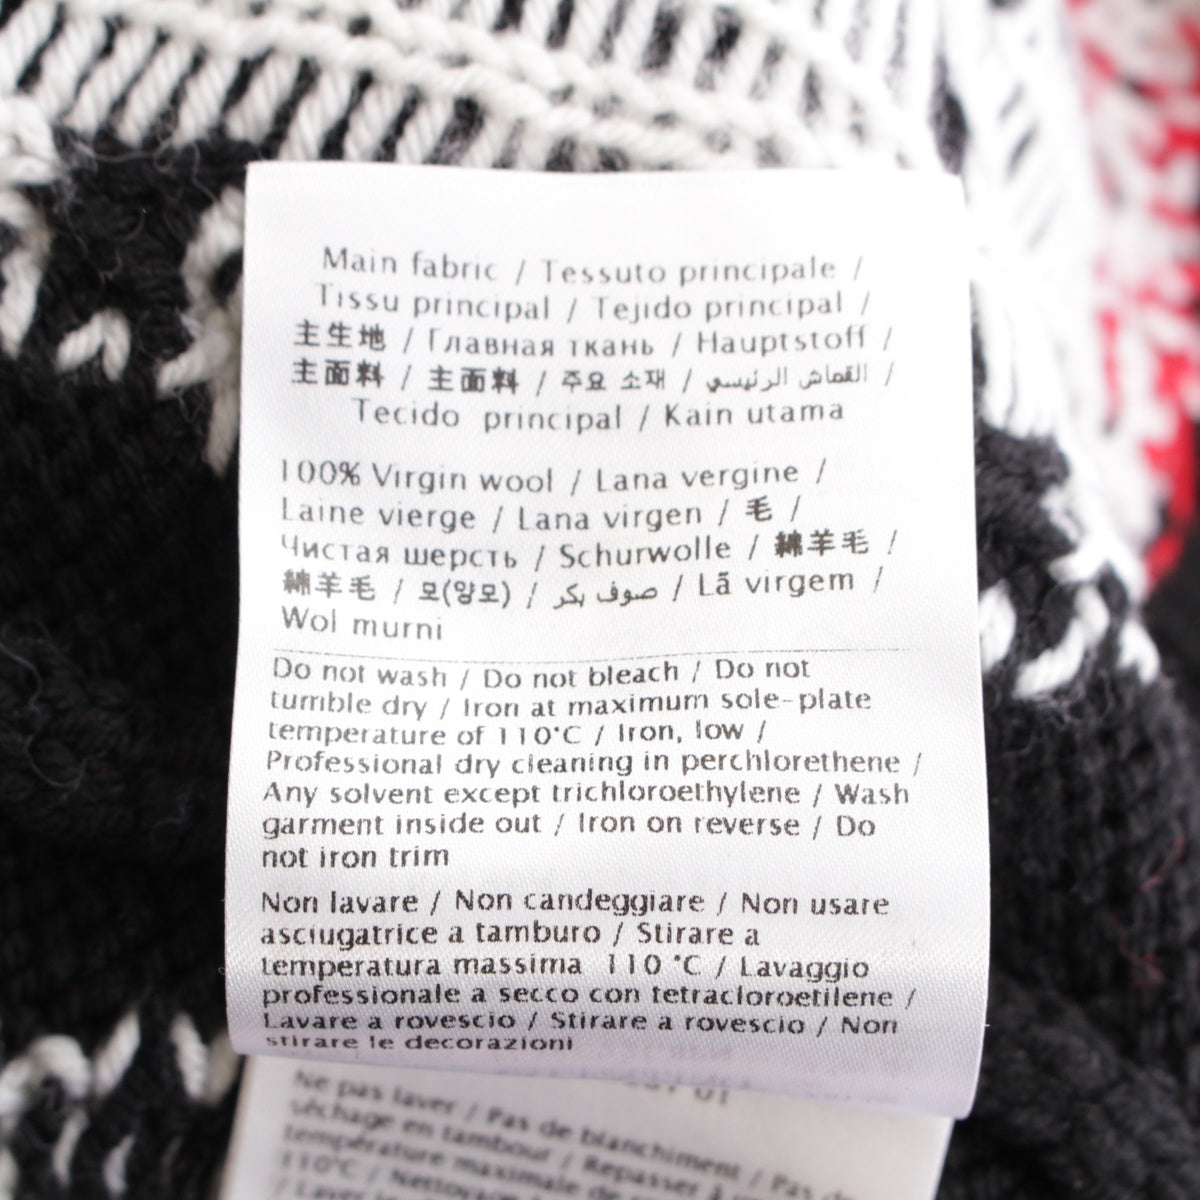 Main fabric / Tessuto principale /
Tissu principal / Tejido principal /
主生地 / Главная ткань / Hauptstoff /
主面料 / 主面料 / 주요 소재 / القماش الرئيسي /
Tecido principal / Kain utama
100% Virgin wool / Lana vergine /
Laine vierge / Lana virgen / 毛 /
Чистая шерсть / Schurwolle / 綿羊毛 /
綿羊毛 / 모(양모) / صوف بكر / Lã virgem /
Wol murni
Do not wash / Do not bleach / Do not
tumble dry / Iron at maximum sole-plate
temperature of 110°C / Iron, low /
Professional dry cleaning in perchlorethene /
Any solvent except trichloroethylene / Wash
garment inside out / Iron on reverse / Do
not iron trim
Non lavare / Non candeggiare / Non usare
asciugatrice a tamburo / Stirare a
temperatura massima 110 °C / Lavaggio
professionale a secco con tetracloroetilene /
Lavare a rovescio / Stirare a rovescio / Non
stirare le decorazioni
Ne pas laver / Pas de blanchiment / Pas de
séchage en tambour / Repasser à
température maximale de
110°C / Nettoyage
/ Laver